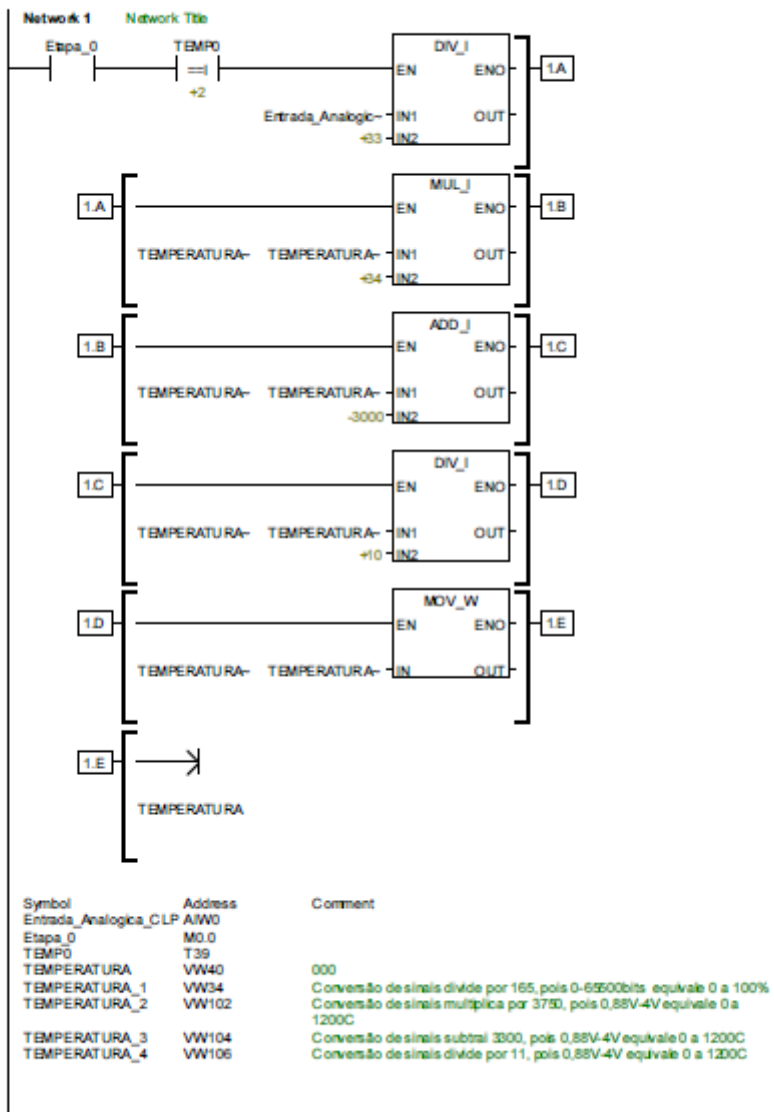 Network 1 Network Title
Etapa_0 TEMP0 DIV_I
==I EN ENO 1.A
+2
Entrada_Analogic~ IN1 OUT
+33 IN2
MUL_I
1.A EN ENO 1.B
TEMPERATURA~ TEMPERATURA~ IN1 OUT
+34 IN2
ADD_I
1.B EN ENO 1.C
TEMPERATURA~ TEMPERATURA~ IN1 OUT
-3000 IN2
DIV_I
1.C EN ENO 1.D
TEMPERATURA~ TEMPERATURA~ IN1 OUT
+10 IN2
MOV_W
1.D EN ENO 1.E
TEMPERATURA~ TEMPERATURA~ IN OUT
1.E
TEMPERATURA
Symbol Address Comment
Entrada_Analogica_CLP AIW0
Etapa_0 M0.0
TEMP0 T39
TEMPERATURA VW40 000
TEMPERATURA_1 VW34 Conversão de sinais divide por 165, pois 0-65500bits equivale 0 a 100%
TEMPERATURA_2 VW102 Conversão de sinais multiplica por 3750, pois 0,88V-4V equivale 0 a
1200C
TEMPERATURA_3 VW104 Conversão de sinais subtrai 3300, pois 0,88V-4V equivale 0 a 1200C
TEMPERATURA_4 VW106 Conversão de sinais divide por 11, pois 0,88V-4V equivale 0 a 1200C